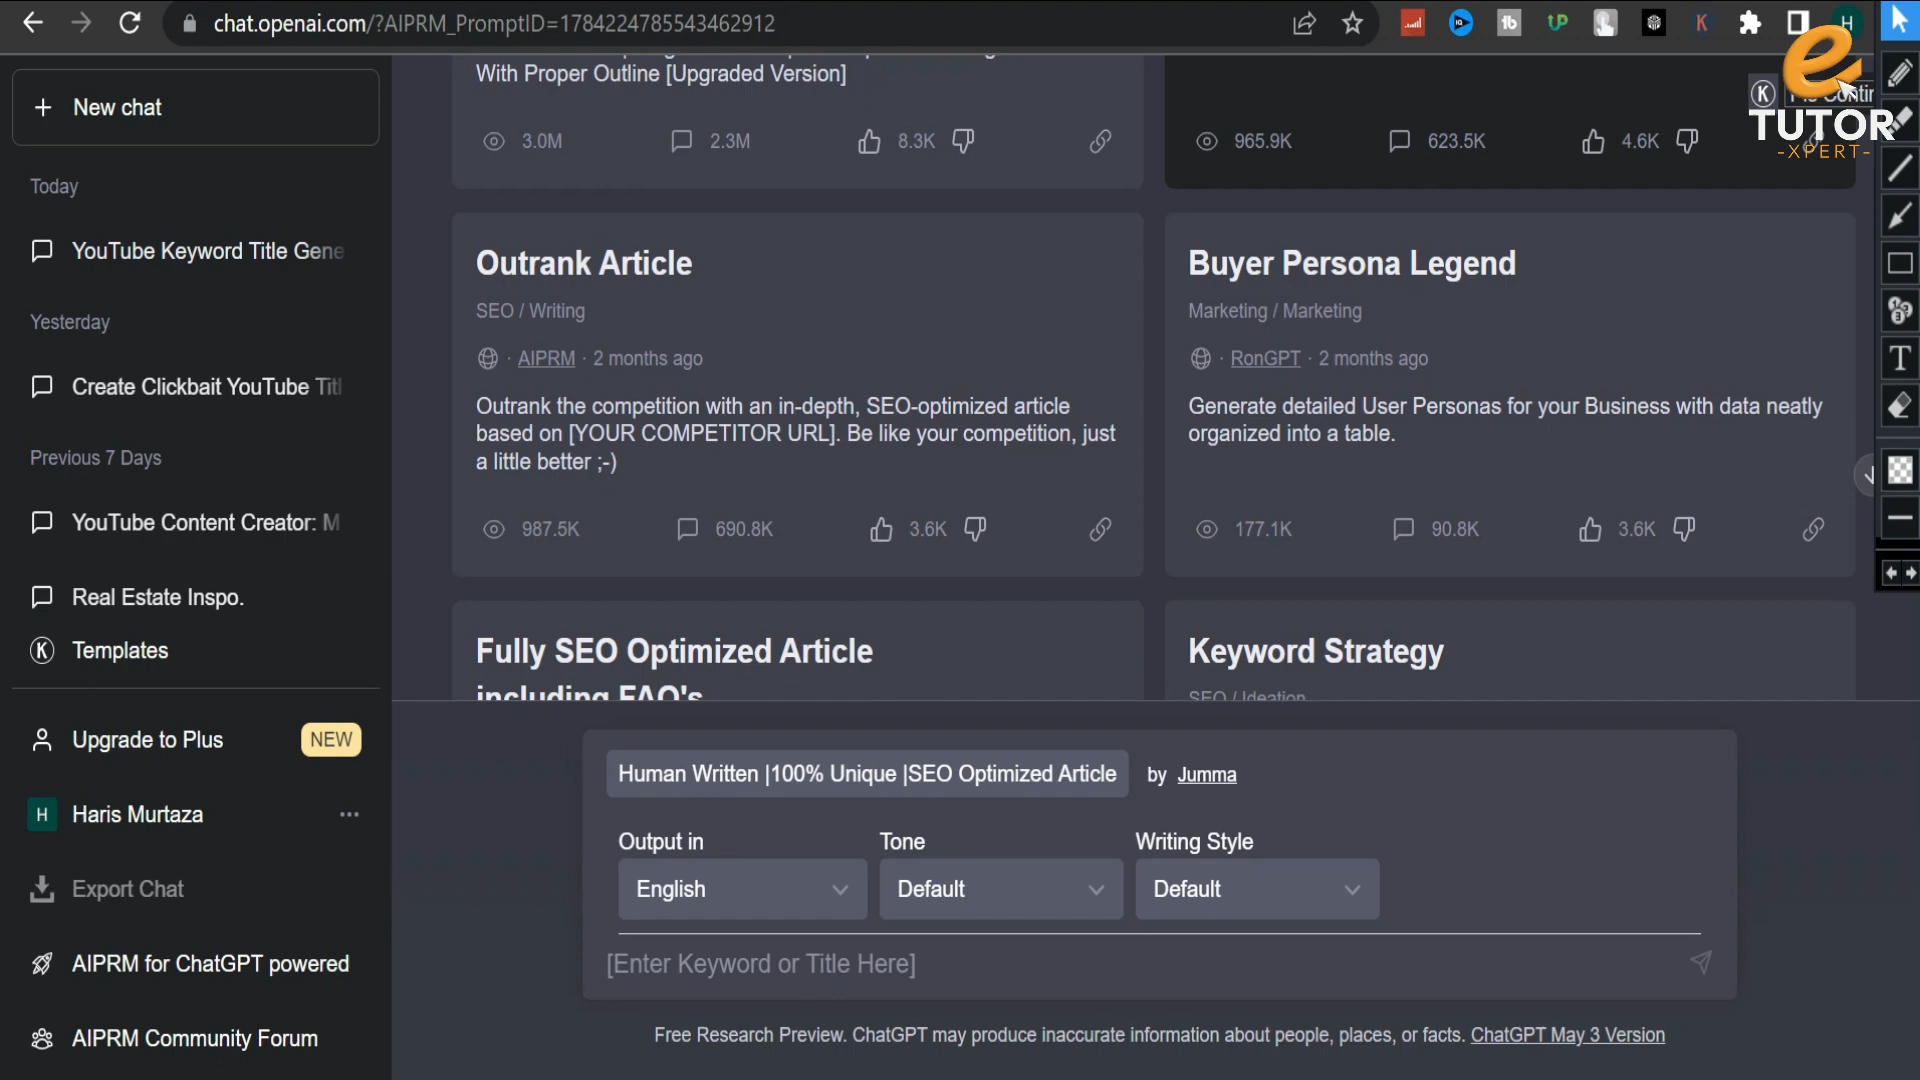 chat.openai.com/?AIPRM_PromptID=1784224785543462912
New chat
Today
YouTube Keyword Title Gene
Yesterday
Create Clickbait YouTube Titl
Previous 7 Days
YouTube Content Creator: M
Real Estate Inspo.
Templates
Upgrade to Plus
NEW
H
Haris Murtaza
Export Chat
AIPRM for ChatGPT powered
AIPRM Community Forum
With Proper Outline [Upgraded Version]
3.0M
2.3M
8.3K
965.9K
623.5K
4.6K
TUTOR
-XPERT-
Outrank Article
SEO / Writing
· AIPRM · 2 months ago
Outrank the competition with an in-depth, SEO-optimized article
based on [YOUR COMPETITOR URL]. Be like your competition, just
a little better ;-)
987.5K
690.8K
3.6K
Buyer Persona Legend
Marketing / Marketing
· RonGPT · 2 months ago
Generate detailed User Personas for your Business with data neatly
organized into a table.
177.1K
90.8K
3.6K
Fully SEO Optimized Article
including FAQ's
Keyword Strategy
SEO / Ideation
Human Written |100% Unique |SEO Optimized Article
by Jumma
Output in
Tone
Writing Style
English
Default
Default
[Enter Keyword or Title Here]
Free Research Preview. ChatGPT may produce inaccurate information about people, places, or facts. ChatGPT May 3 Version